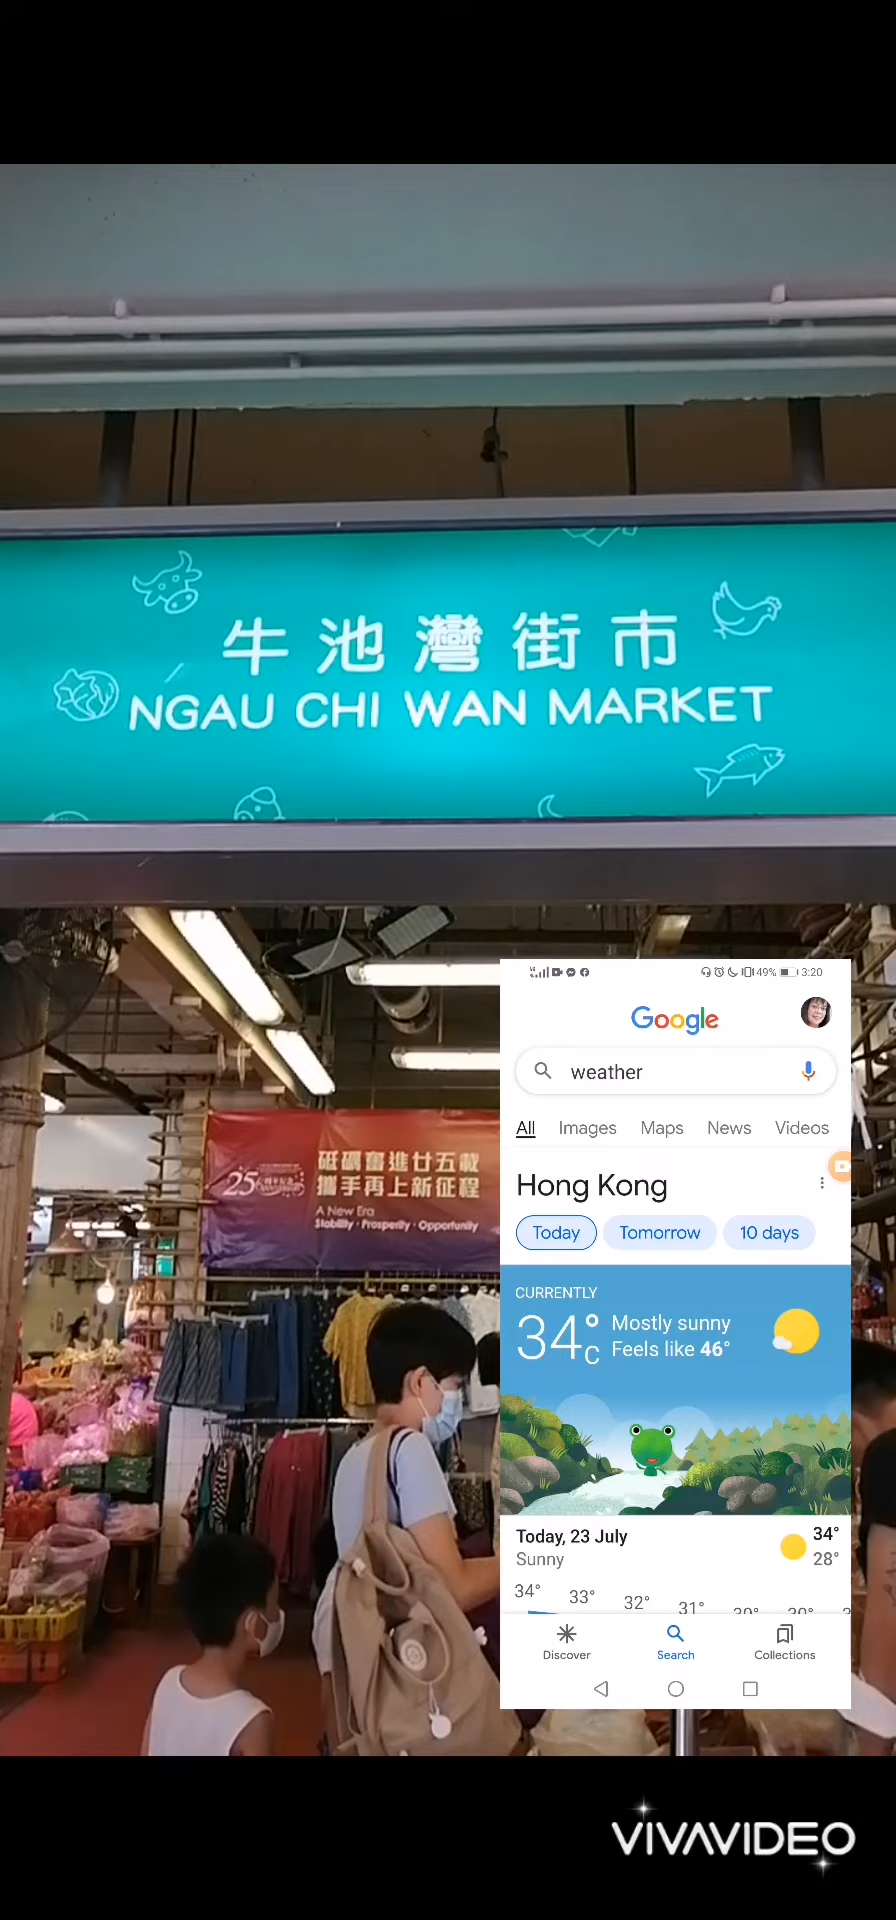 牛池灣街市
NGAU CHI WAN MARKET
砥礪奮進廿五載
攜手再上新征程
25
A New Era
Stability · Prosperity · Opportunity
49% 3:20
Google
weather
All Images Maps News Videos
Hong Kong
Today Tomorrow 10 days
CURRENTLY
34°C
Mostly sunny
Feels like 46°
Today, 23 July
Sunny
34°
28°
34° 33° 32° 31°
Discover Search Collections
VIVAVIDEO